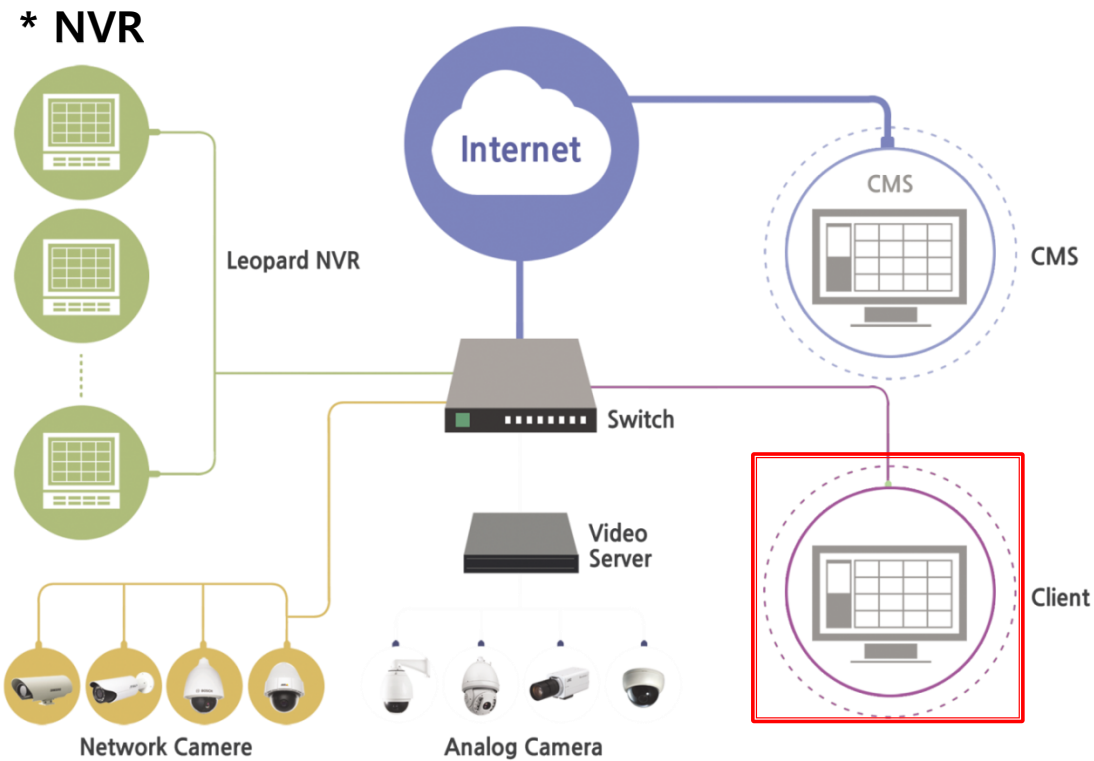 * NVR
Internet
CMS
CMS
Leopard NVR
Switch
Video
Server
Client
Network Camere
Analog Camera